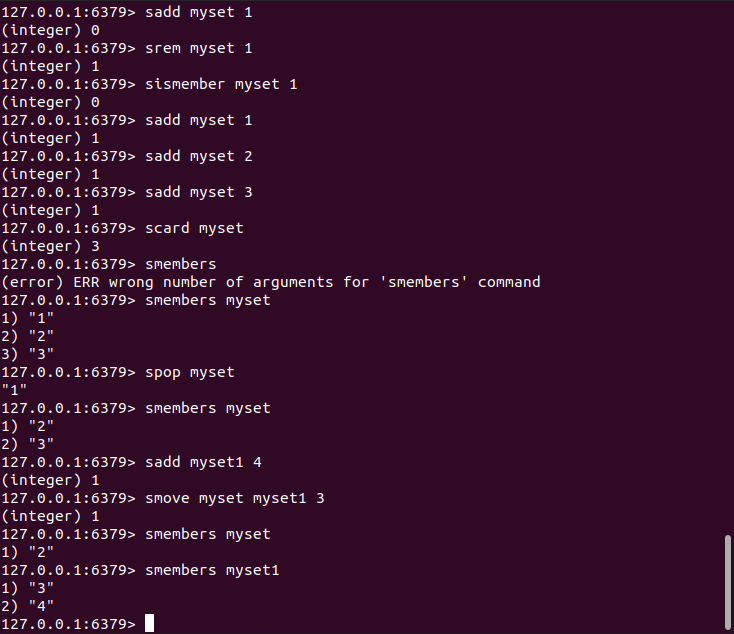 127.0.0.1:6379> sadd myset 1
(integer) 0
127.0.0.1:6379> srem myset 1
(integer) 1
127.0.0.1:6379> sismember myset 1
(integer) 0
127.0.0.1:6379> sadd myset 1
(integer) 1
127.0.0.1:6379> sadd myset 2
(integer) 1
127.0.0.1:6379> sadd myset 3
(integer) 1
127.0.0.1:6379> scard myset
(integer) 3
127.0.0.1:6379> smembers
(error) ERR wrong number of arguments for 'smembers' command
127.0.0.1:6379> smembers myset
1) "1"
2) "2"
3) "3"
127.0.0.1:6379> spop myset
"1"
127.0.0.1:6379> smembers myset
1) "2"
2) "3"
127.0.0.1:6379> sadd myset1 4
(integer) 1
127.0.0.1:6379> smove myset myset1 3
(integer) 1
127.0.0.1:6379> smembers myset
1) "2"
127.0.0.1:6379> smembers myset1
1) "3"
2) "4"
127.0.0.1:6379>